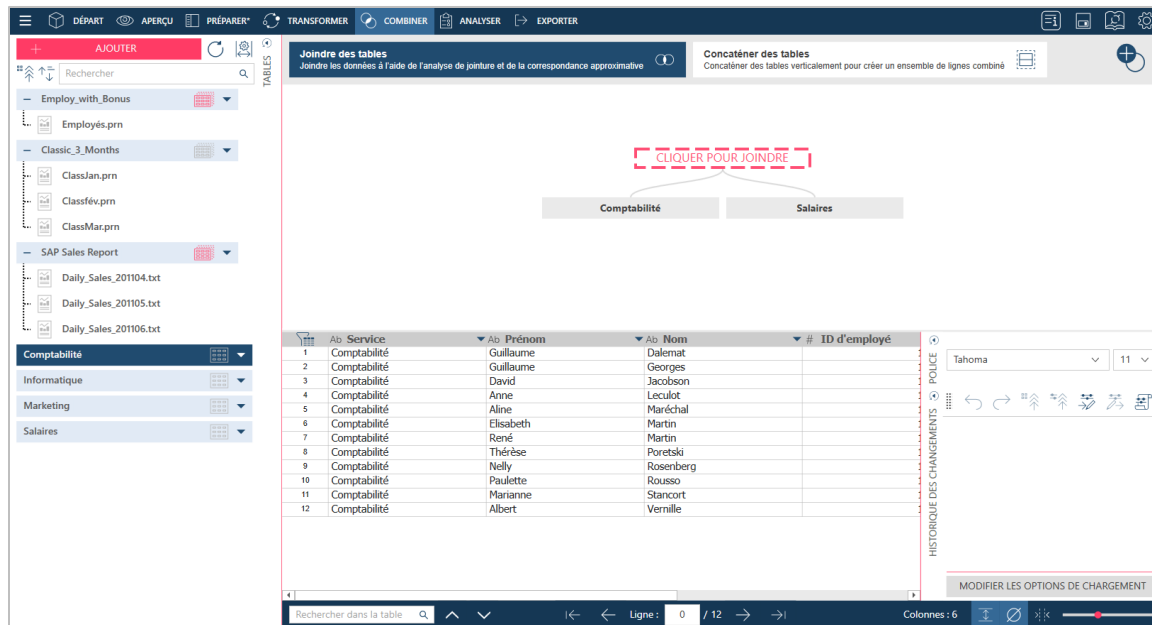 DÉPART APERÇU PRÉPARER* TRANSFORMER COMBINER ANALYSER EXPORTER
+ AJOUTER
Rechercher
TABLES
Employ_with_Bonus
Employés.prn
Classic_3_Months
ClassJan.prn
Classfév.prn
ClassMar.prn
SAP Sales Report
Daily_Sales_201104.txt
Daily_Sales_201105.txt
Daily_Sales_201106.txt
Comptabilité
Informatique
Marketing
Salaires
Joindre des tables
Joindre les données à l'aide de l'analyse de jointure et de la correspondance approximative
Concaténer des tables
Concaténer des tables verticalement pour créer un ensemble de lignes combiné
CLIQUER POUR JOINDRE
Comptabilité Salaires
Ab Service Ab Prénom Ab Nom # ID d'employé
1 Comptabilité Guillaume Dalemat
2 Comptabilité Guillaume Georges
3 Comptabilité David Jacobson
4 Comptabilité Anne Leculot
5 Comptabilité Aline Maréchal
6 Comptabilité Elisabeth Martin
7 Comptabilité René Martin
8 Comptabilité Thérèse Poretski
9 Comptabilité Nelly Rosenberg
10 Comptabilité Paulette Rousso
11 Comptabilité Marianne Stancort
12 Comptabilité Albert Vernille
POLICE
Tahoma 11
HISTORIQUE DES CHANGEMENTS
MODIFIER LES OPTIONS DE CHARGEMENT
Rechercher dans la table Ligne : 0 / 12 Colonnes : 6